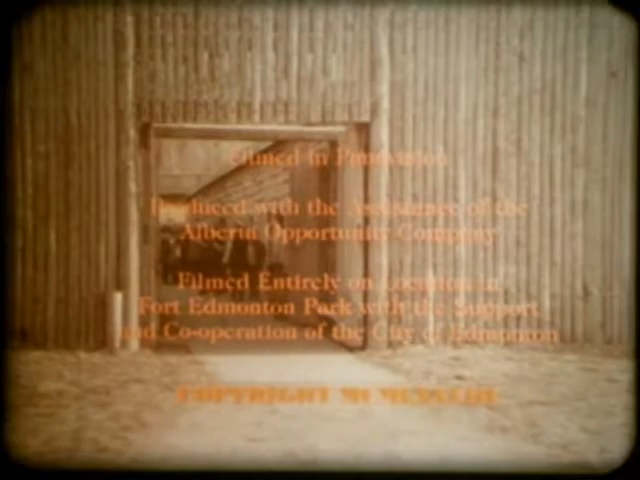 Filmed in Panavision
Produced with the Assistance of the
Alberta Opportunity Company
Filmed Entirely on Location in
Fort Edmonton Park with the Support
and Co-operation of the City of Edmonton
COPYRIGHT